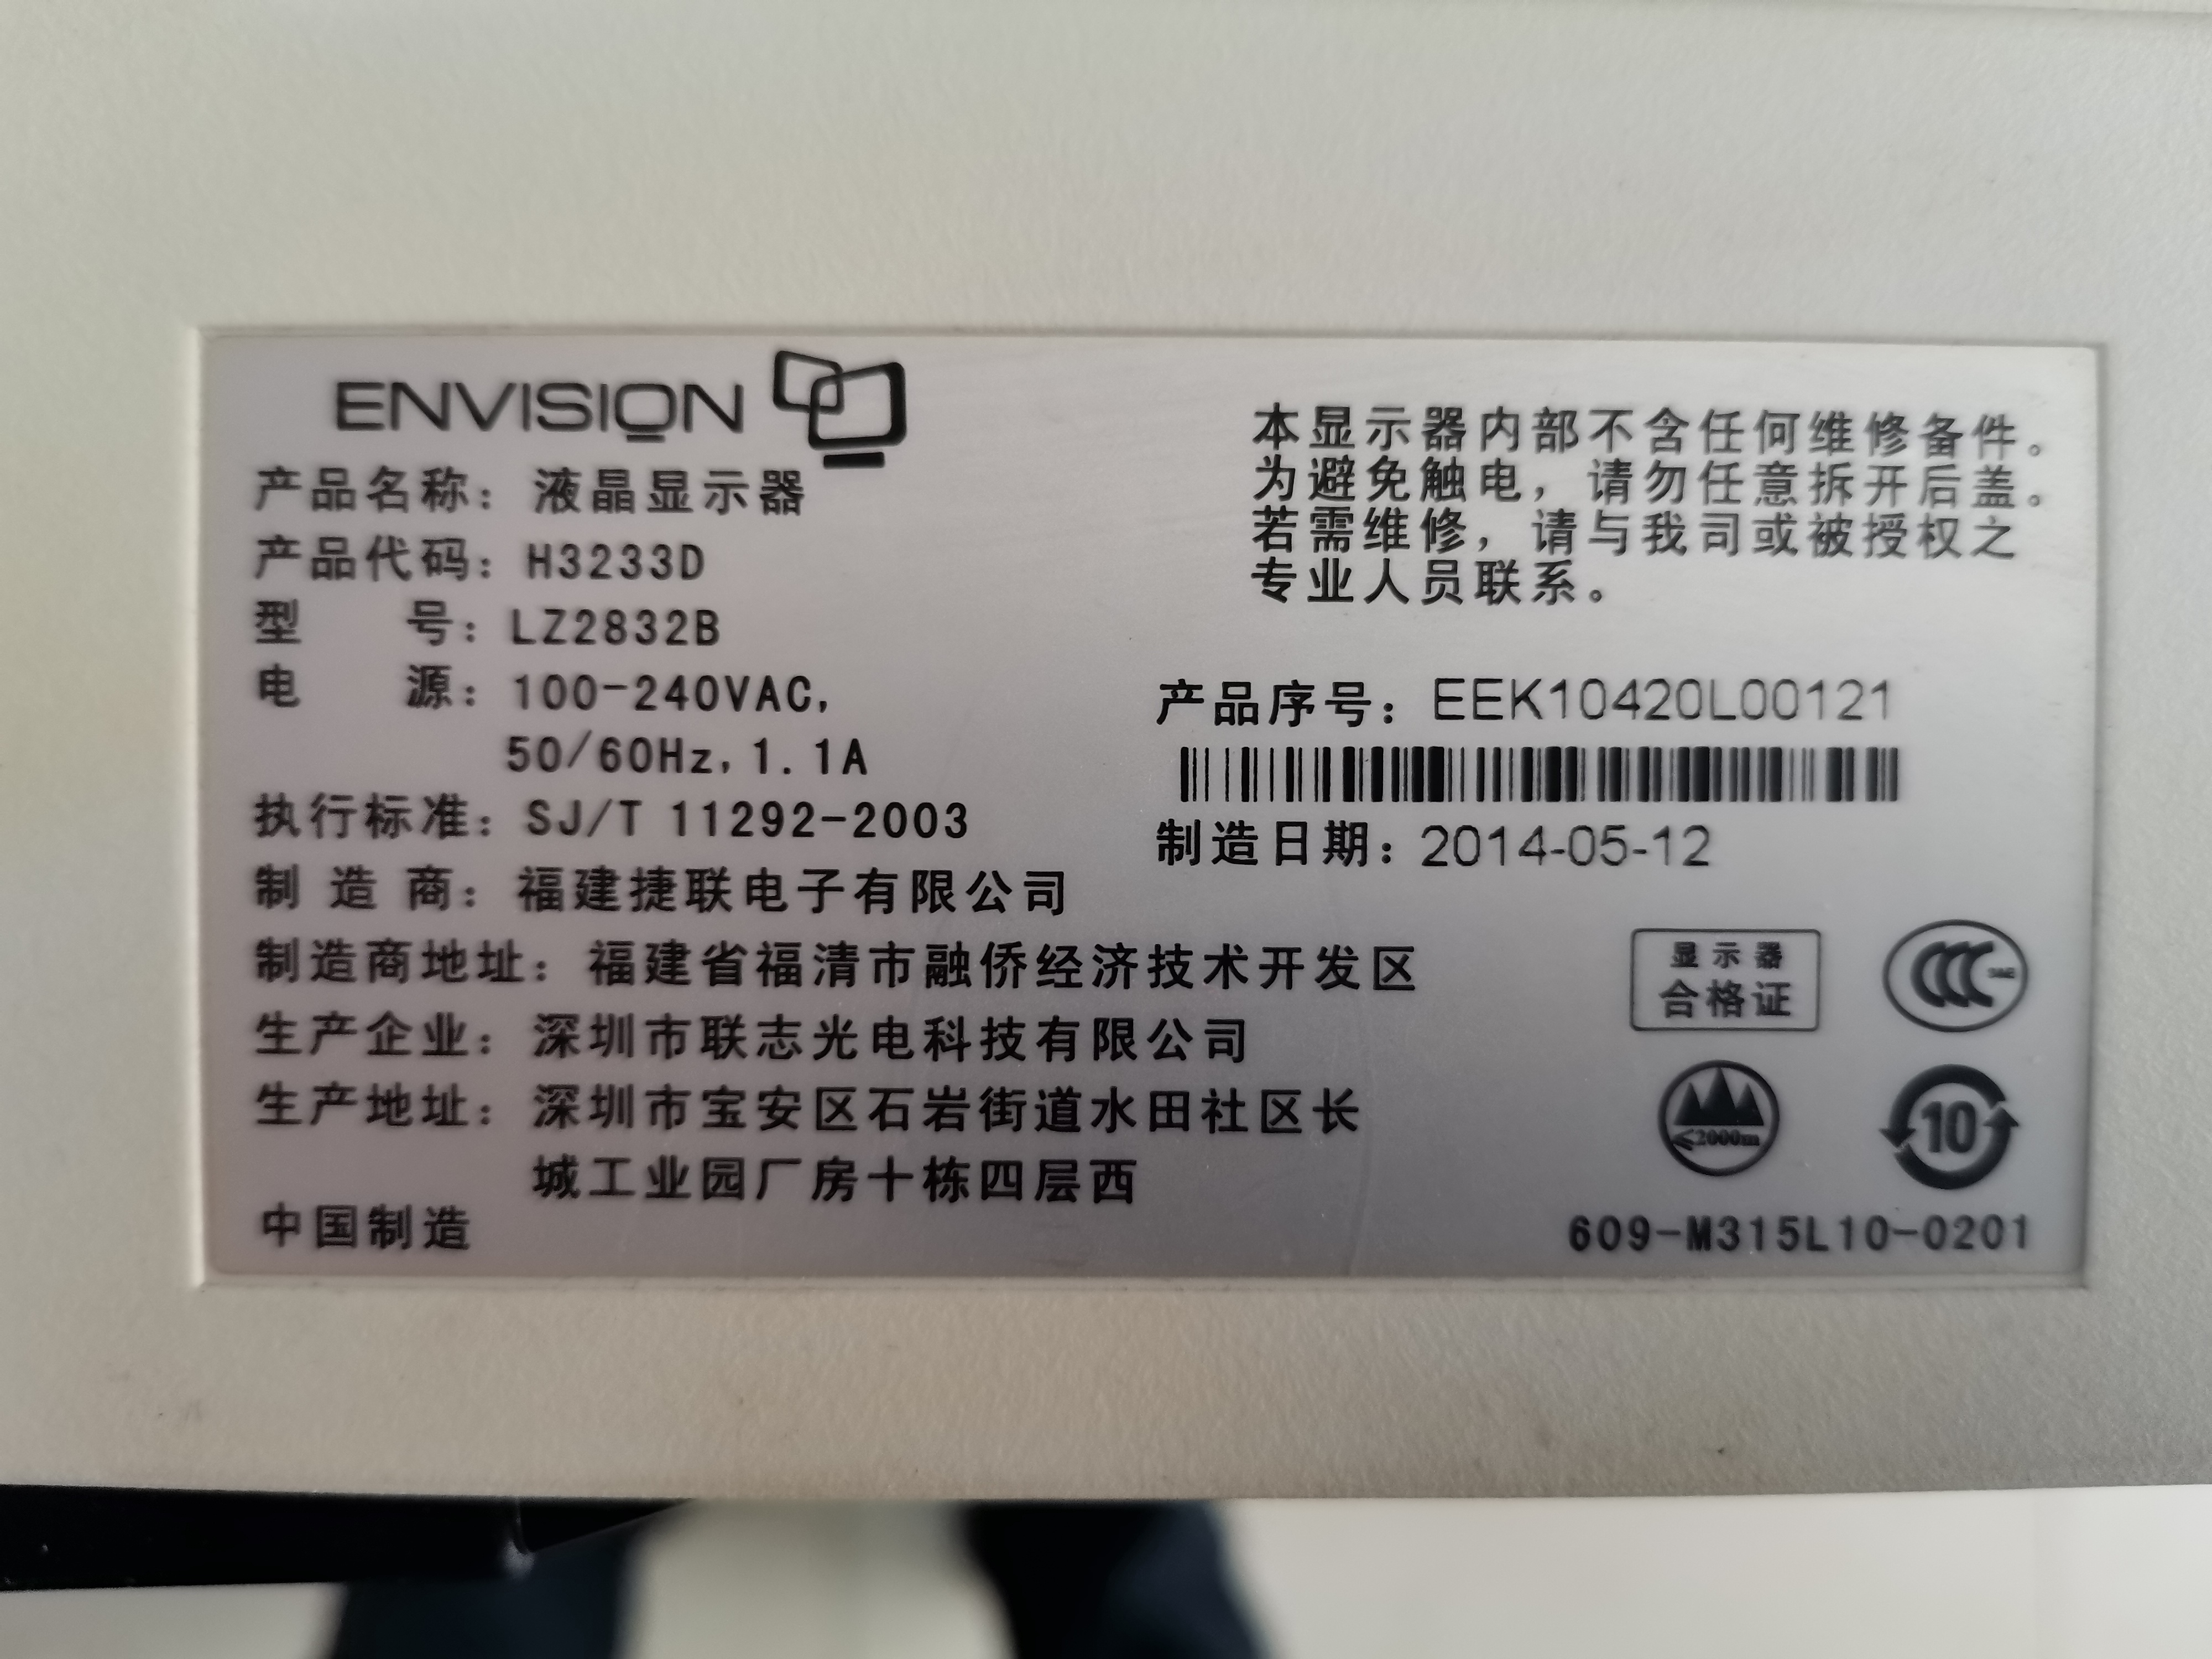 ENVISION
产品名称：液晶显示器
产品代码：H3233D
型号：LZ2832B
电源：100-240VAC,
50/60Hz,1.1A
执行标准：SJ/T 11292-2003
制造商：福建捷联电子有限公司
制造商地址：福建省福清市融侨经济技术开发区
生产企业：深圳市联志光电科技有限公司
生产地址：深圳市宝安区石岩街道水田社区长
城工业园厂房十栋四层西
中国制造
本显示器内部不含任何维修备件。
为避免触电，请勿任意拆开后盖。
若需维修，请与我司或被授权之
专业人员联系。
产品序号：EEK10420L00121
制造日期：2014-05-12
显示器
合格证
CCC
≤2000m
10
609-M315L10-0201